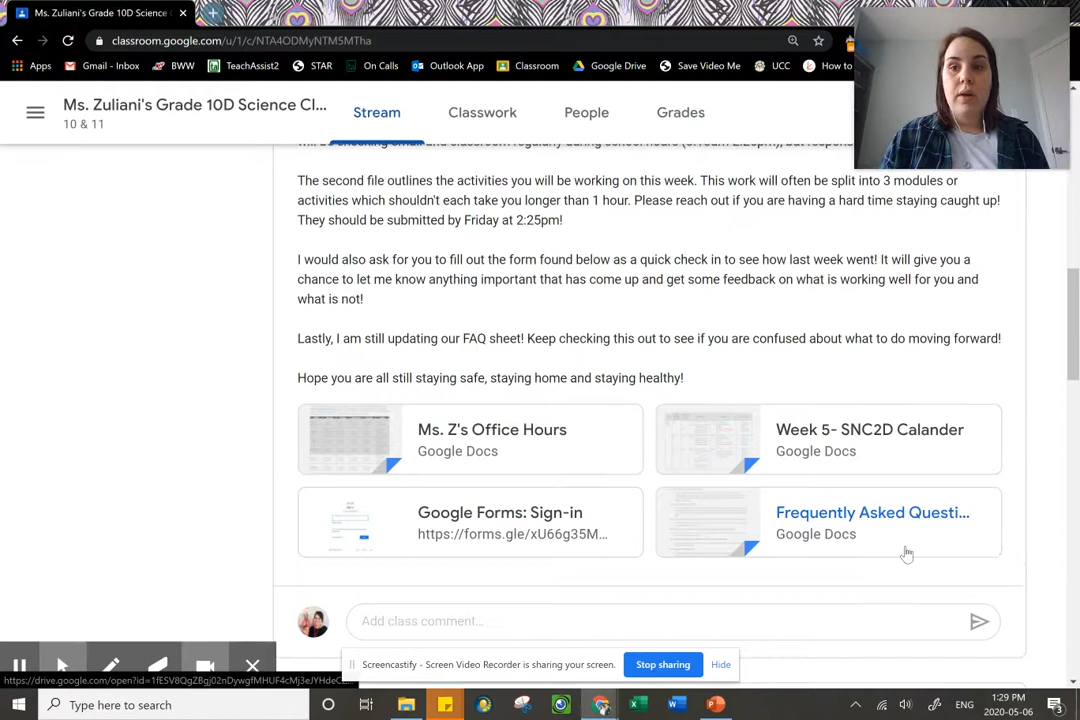 Ms. Zuliani's Grade 10D Science
classroom.google.com/u/1/c/NTA4ODMyNTM5MTha
Apps
Gmail - Inbox
BWW
TeachAssist2
STAR
On Calls
Outlook App
Classroom
Google Drive
Save Video Me
UCC
How to
Ms. Zuliani's Grade 10D Science Cl...
10 & 11
Stream
Classwork
People
Grades
The second file outlines the activities you will be working on this week. This work will often be split into 3 modules or
activities which shouldn't each take you longer than 1 hour. Please reach out if you are having a hard time staying caught up!
They should be submitted by Friday at 2:25pm!
I would also ask for you to fill out the form found below as a quick check in to see how last week went! It will give you a
chance to let me know anything important that has come up and get some feedback on what is working well for you and
what is not!
Lastly, I am still updating our FAQ sheet! Keep checking this out to see if you are confused about what to do moving forward!
Hope you are all still staying safe, staying home and staying healthy!
Ms. Z's Office Hours
Google Docs
Week 5- SNC2D Calander
Google Docs
Google Forms: Sign-in
https://forms.gle/xU66g35M...
Frequently Asked Questi...
Google Docs
Add class comment...
Screencastify - Screen Video Recorder is sharing your screen.
Stop sharing
Hide
Type here to search
ENG
1:29 PM
2020-05-06
3